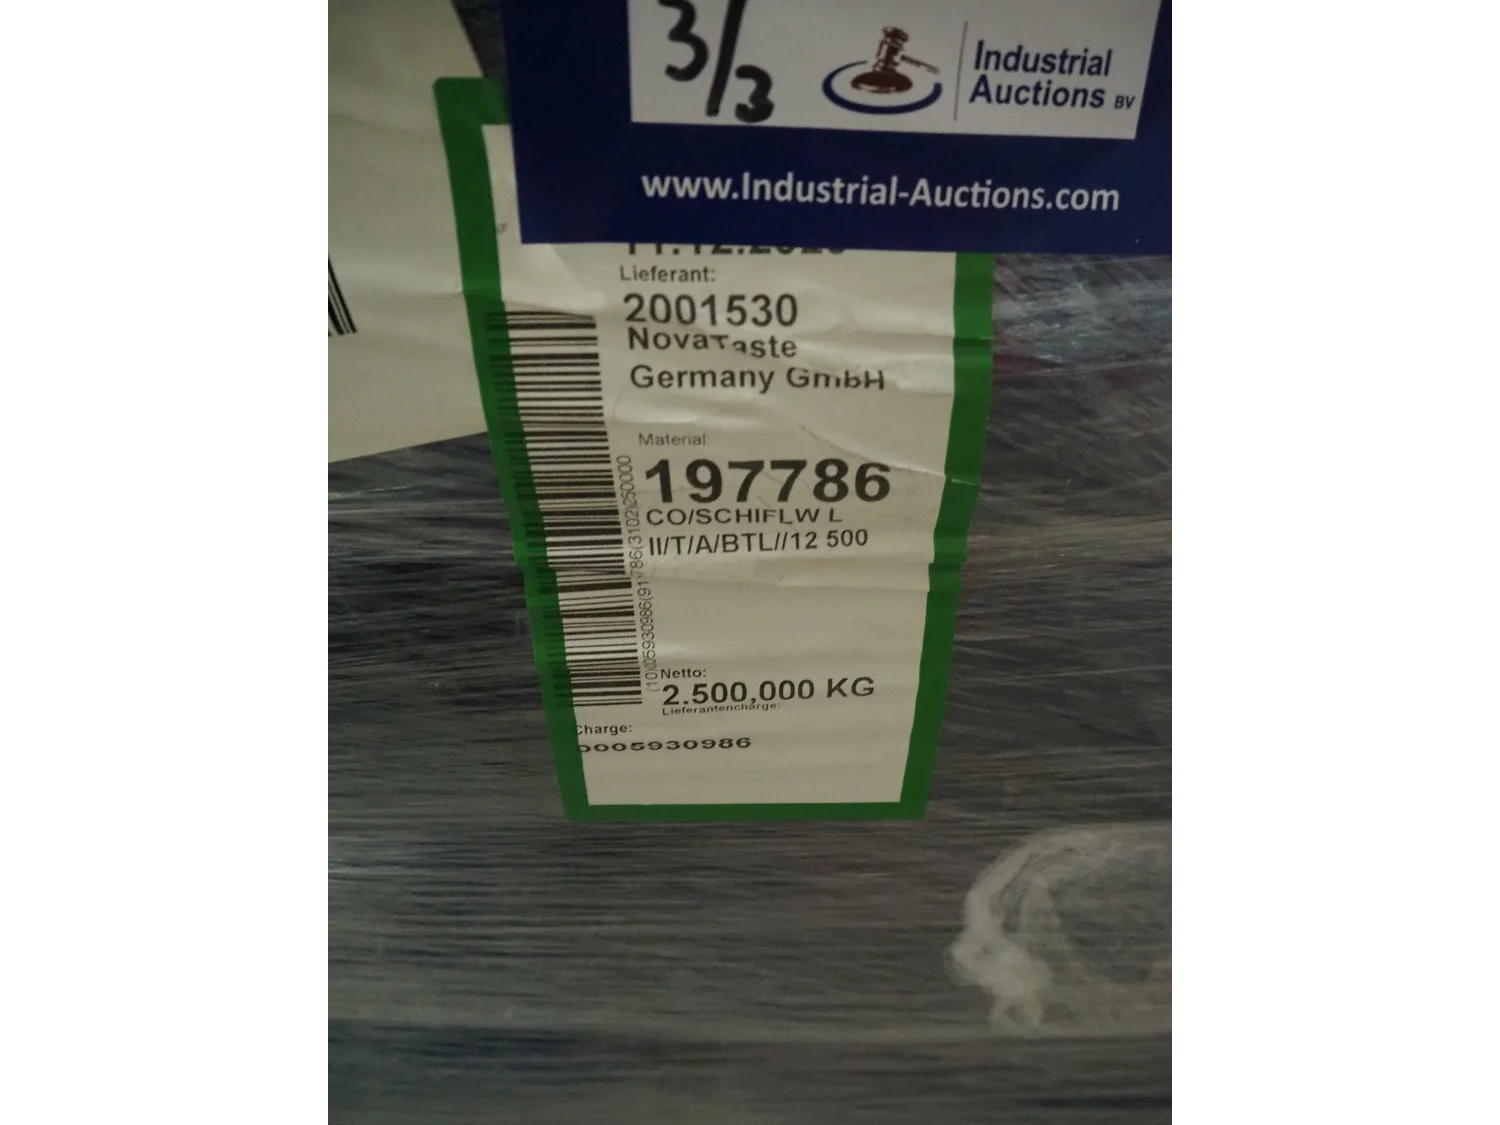 3/3
Industrial
Auctions BV
www.Industrial-Auctions.com
Lieferant:
2001530
NovaTaste
Germany GmbH
Material:
197786
CO/SCHIFLW L
II/T/A/BTL//12 500
Netto:
2.500,000 KG
Lieferantencharge:
Charge:
0005930986